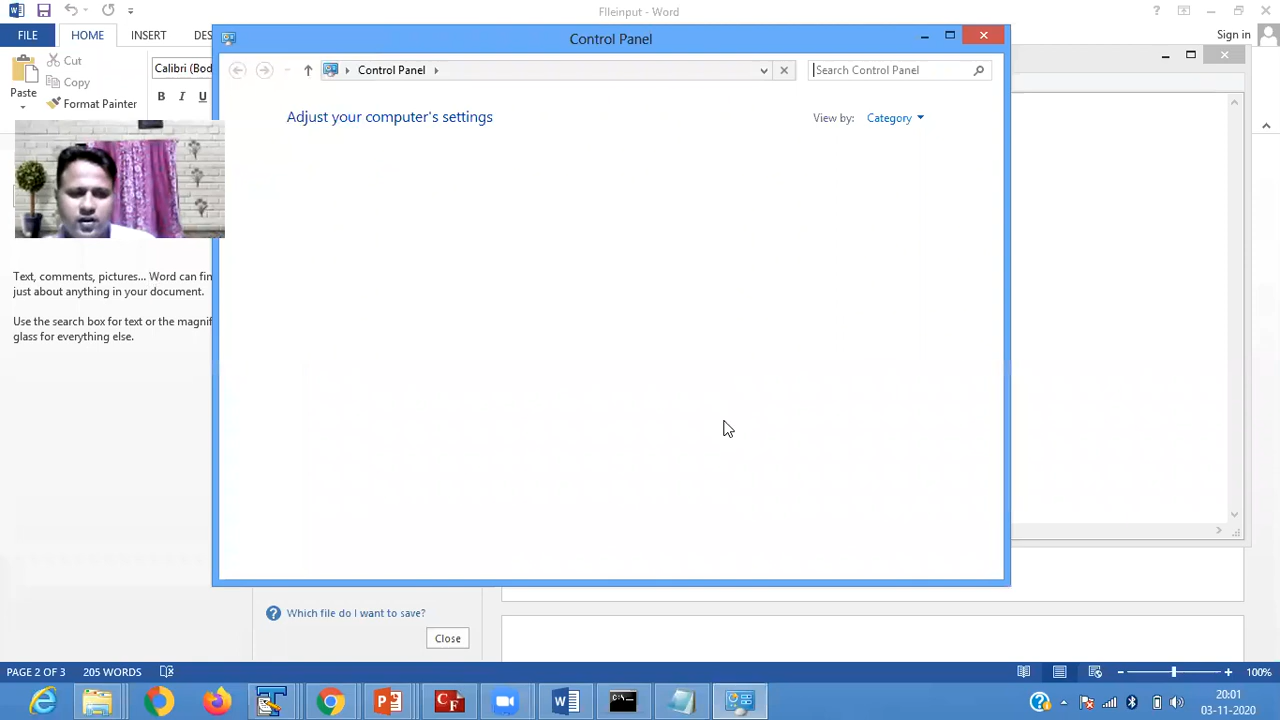 FIleinput - Word
?
FILE
HOME
INSERT
DES
Sign in
Cut
Copy
Format Painter
Paste
Calibri (Bod
B I U
Control Panel
Control Panel
Search Control Panel
Adjust your computer's settings
View by: Category
Text, comments, pictures... Word can fin
just about anything in your document.
Use the search box for text or the magnif
glass for everything else.
Which file do I want to save?
Close
PAGE 2 OF 3 205 WORDS
100%
20:01
03-11-2020